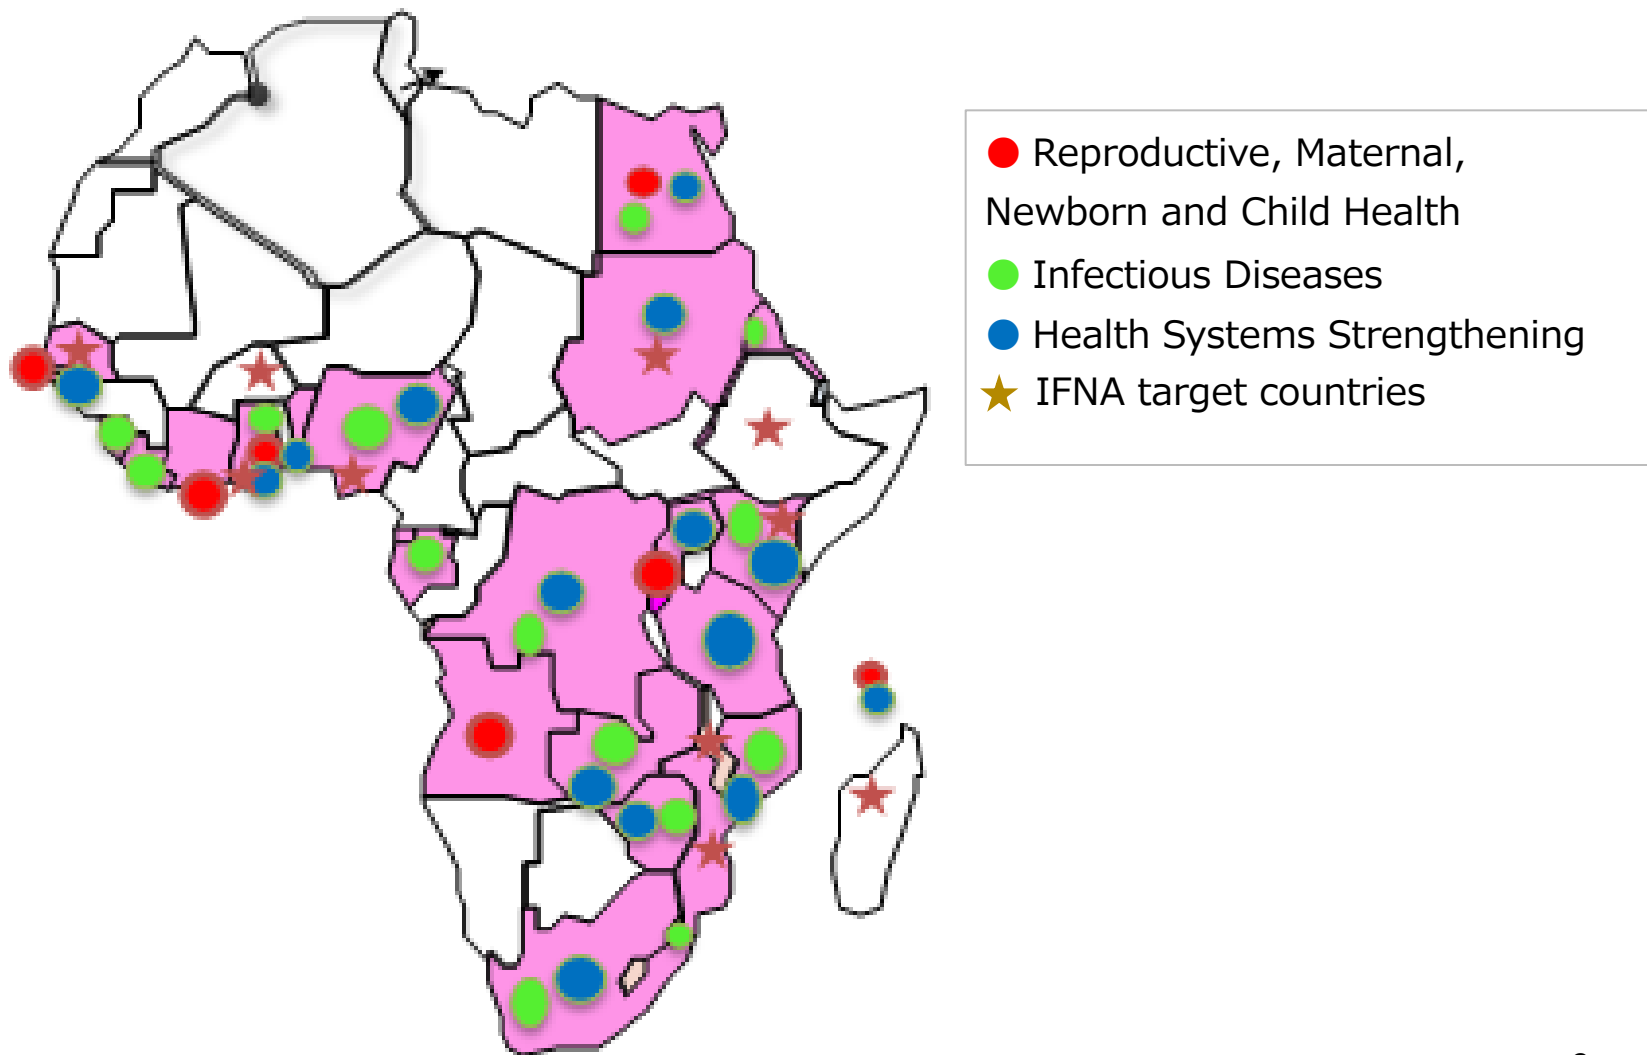 Reproductive, Maternal,
Newborn and Child Health
Infectious Diseases
Health Systems Strengthening
IFNA target countries